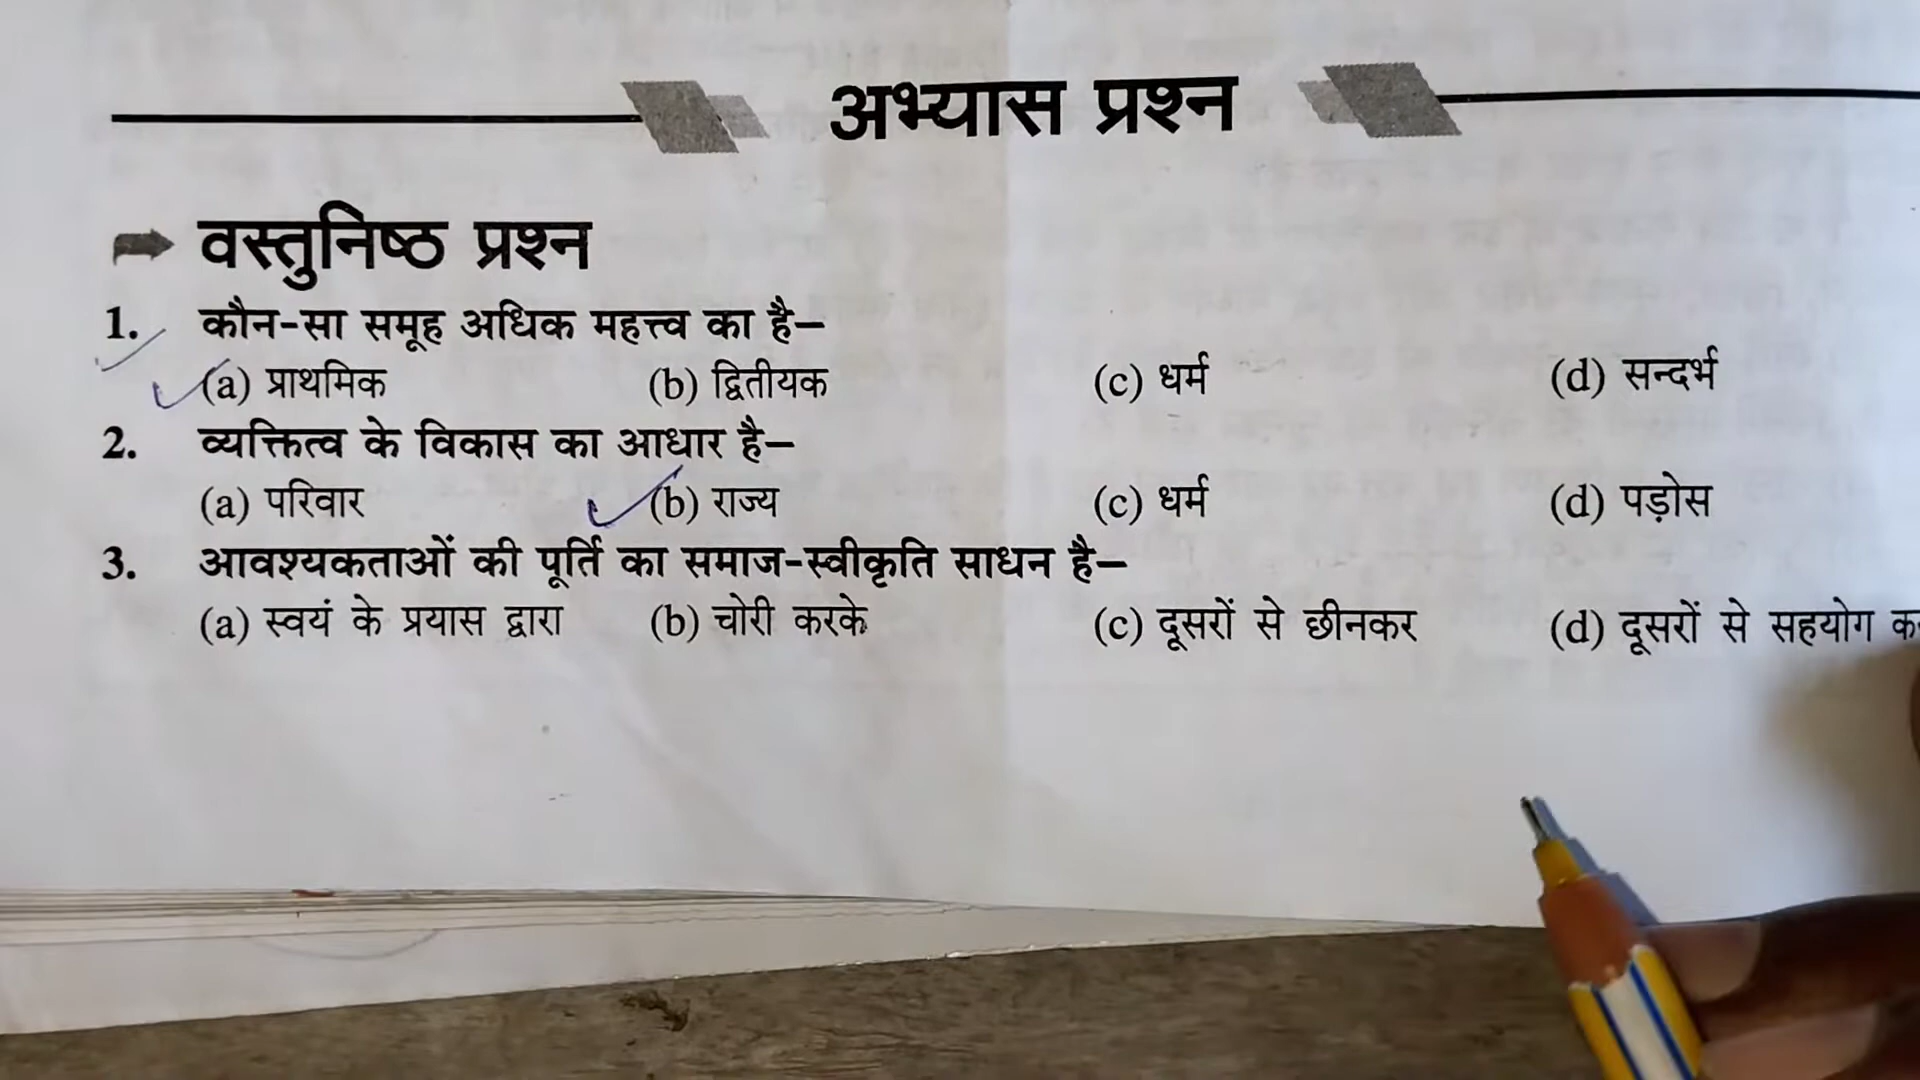 अभ्यास प्रश्न
वस्तुनिष्ठ प्रश्न
1. कौन-सा समूह अधिक महत्त्व का है–
(a) प्राथमिक (b) द्वितीयक (c) धर्म (d) सन्दर्भ
2. व्यक्तित्व के विकास का आधार है–
(a) परिवार (b) राज्य (c) धर्म (d) पड़ोस
3. आवश्यकताओं की पूर्ति का समाज-स्वीकृति साधन है–
(a) स्वयं के प्रयास द्वारा (b) चोरी करके (c) दूसरों से छीनकर (d) दूसरों से सहयोग